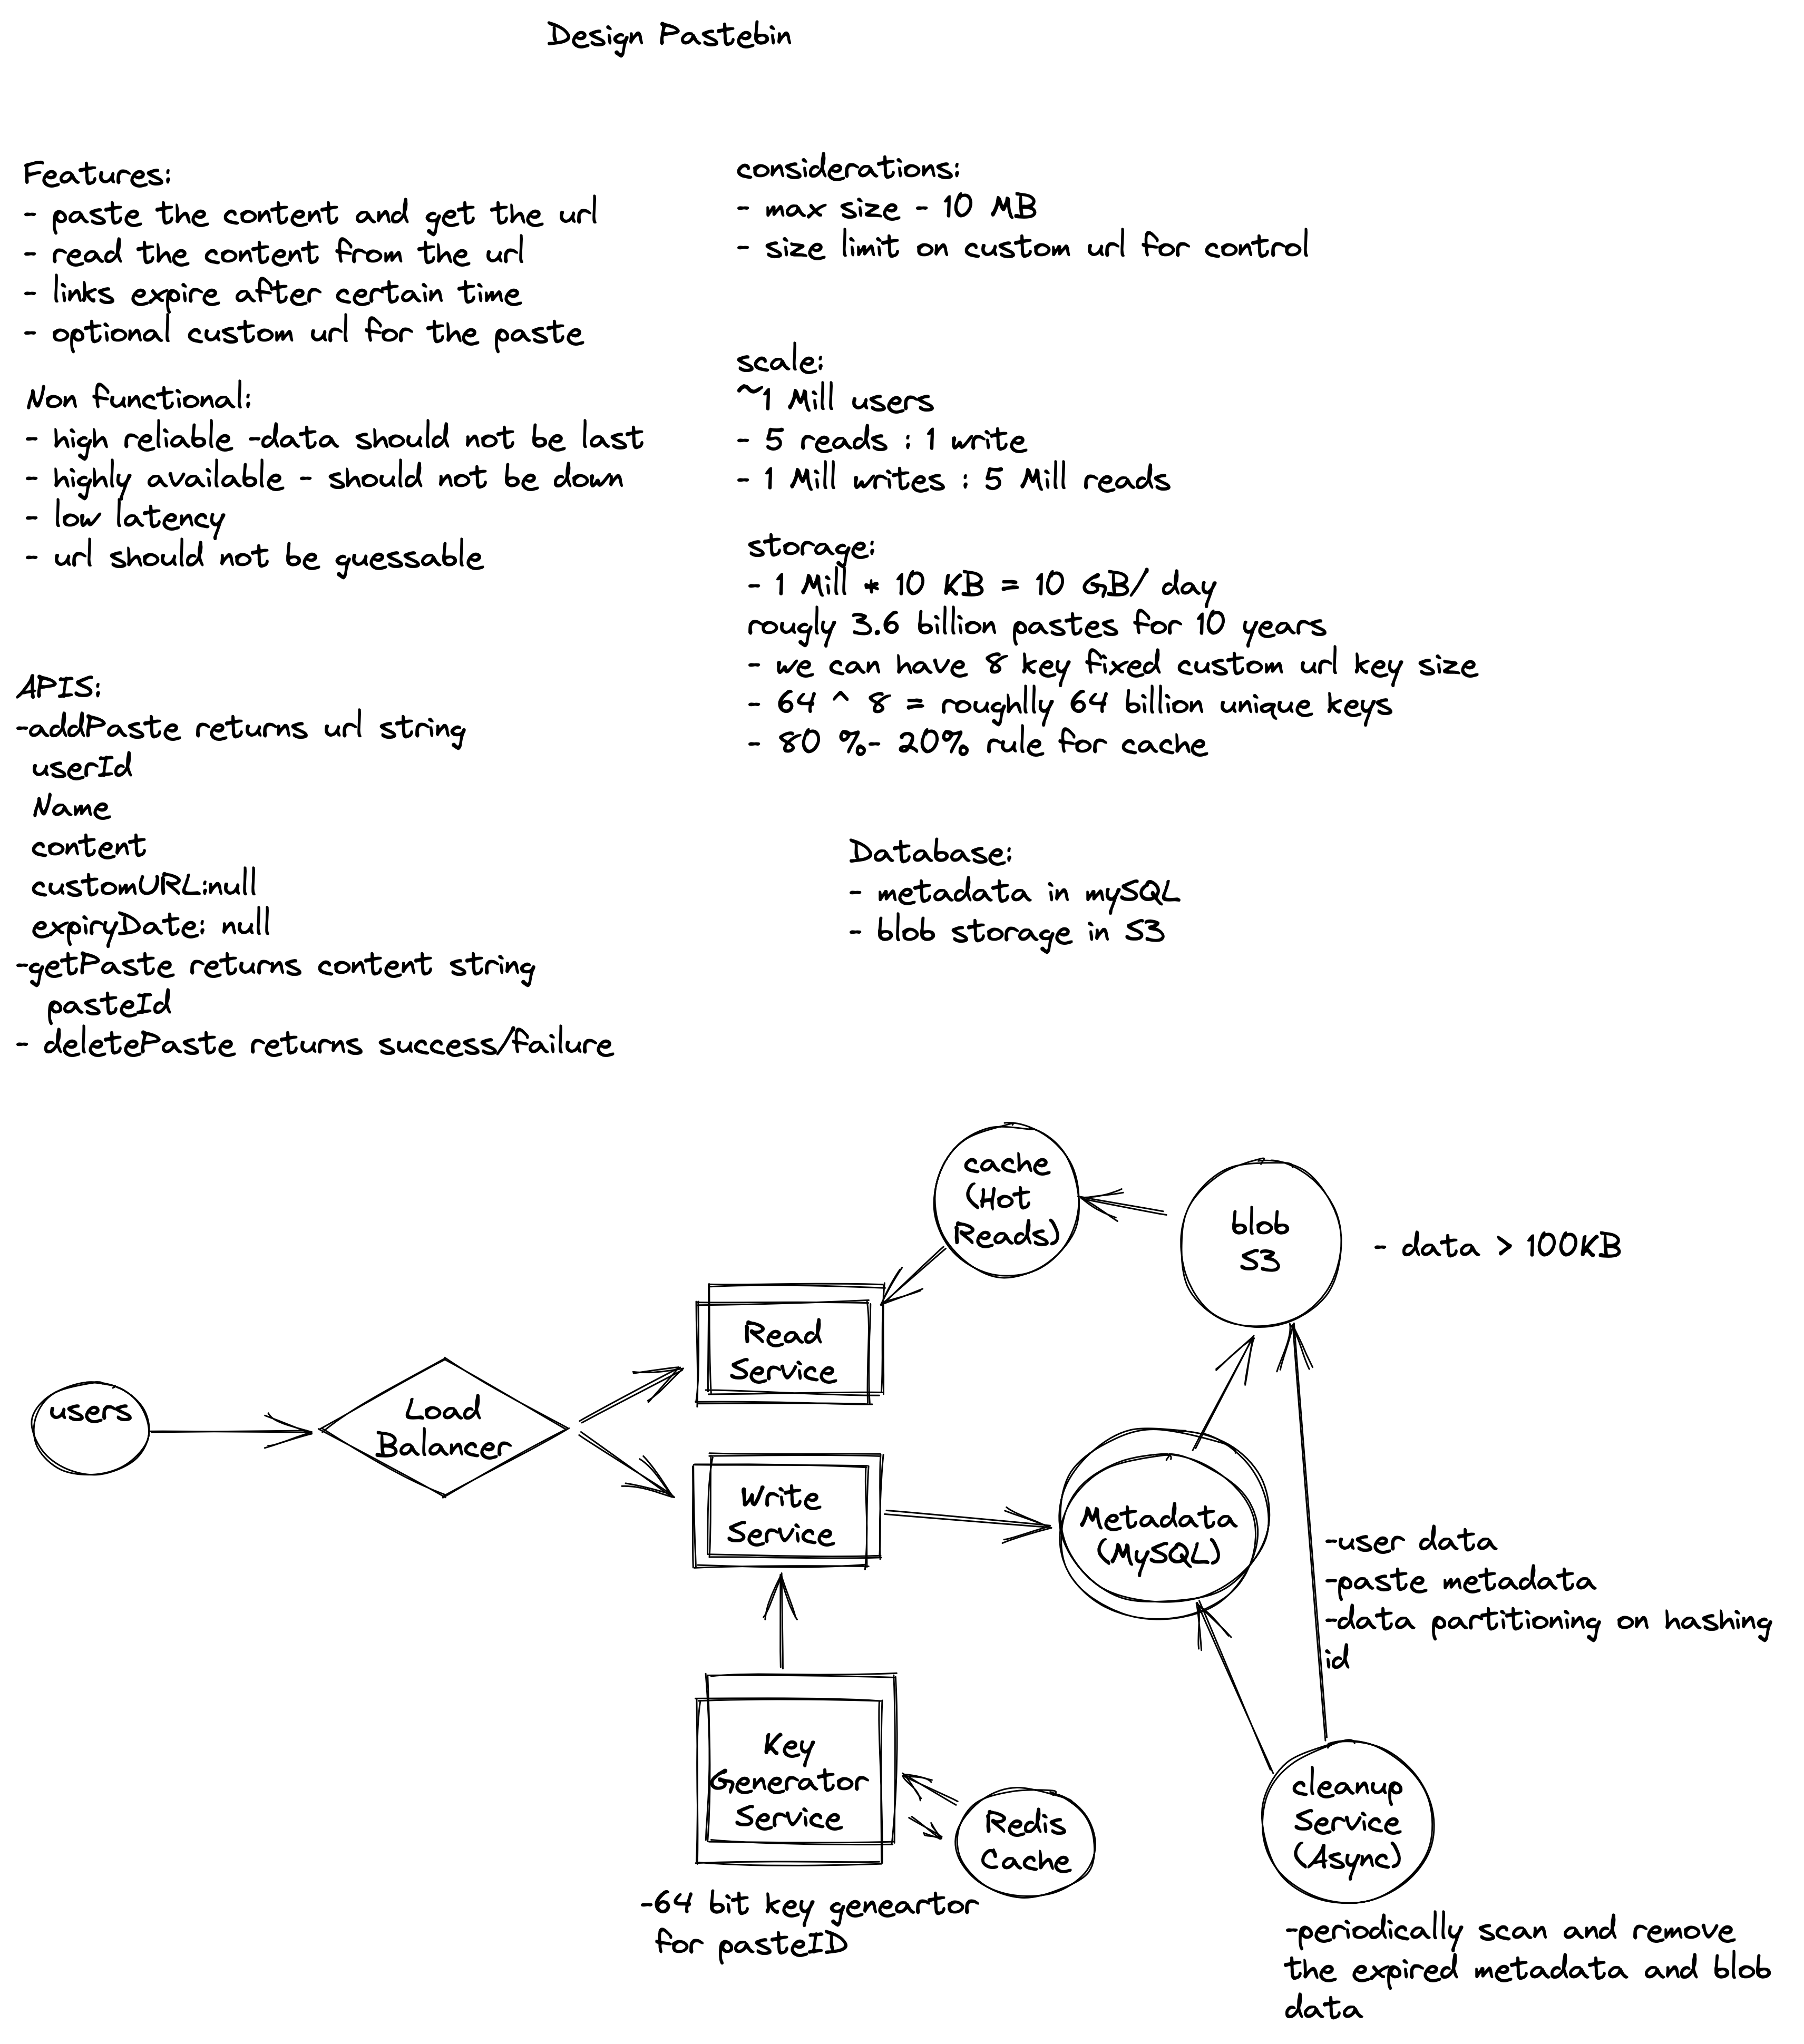 Design Pastebin
Features:
- paste the content and get the url
- read the content from the url
- links expire after certain time
- optional custom url for the paste
Non functional:
- high reliable -data should not be last
- highly available - should not be down
- low latency
- url should not be guessable
APIS:
-addPaste returns url string
userId
Name
content
customURL:null
expiryDate: null
-getPaste returns content string
pasteId
- deletePaste returns success/failure
considerations:
- max size - 10 MB
- size limit on custom url for control
scale:
~1 Mill users
- 5 reads : 1 write
- 1 Mill writes : 5 Mill reads
storage:
- 1 Mill * 10 KB = 10 GB/ day
rougly 3.6 billion pastes for 10 years
- we can have 8 key fixed custom url key size
- 64 ^ 8 = roughlly 64 billion unique keys
- 80 %- 20% rule for cache
Database:
- metadata in mySQL
- blob storage in S3
cache
(Hot
Reads)
blob
S3
- data > 100KB
Read
Service
users
Load
Balancer
Write
Service
Metadata
(MySQL)
-user data
-paste metadata
-data partitioning on hashing
id
Key
Generator
Service
Redis
Cache
-64 bit key geneartor
for pasteID
cleanup
Service
(Async)
-periodically scan and remove
the expired metadata and blob
data